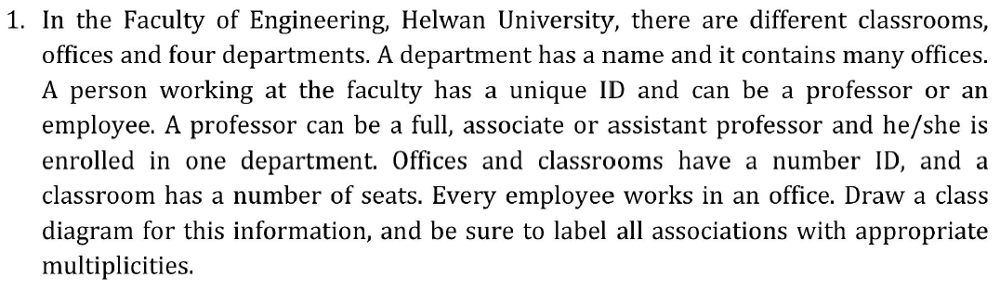 1. In the Faculty of Engineering, Helwan University, there are different classrooms,
offices and four departments. A department has a name and it contains many offices.
A person working at the faculty has a unique ID and can be a professor or an
employee. A professor can be a full, associate or assistant professor and he/she is
enrolled in one department. Offices and classrooms have a number ID, and a
classroom has a number of seats. Every employee works in an office. Draw a class
diagram for this information, and be sure to label all associations with appropriate
multiplicities.